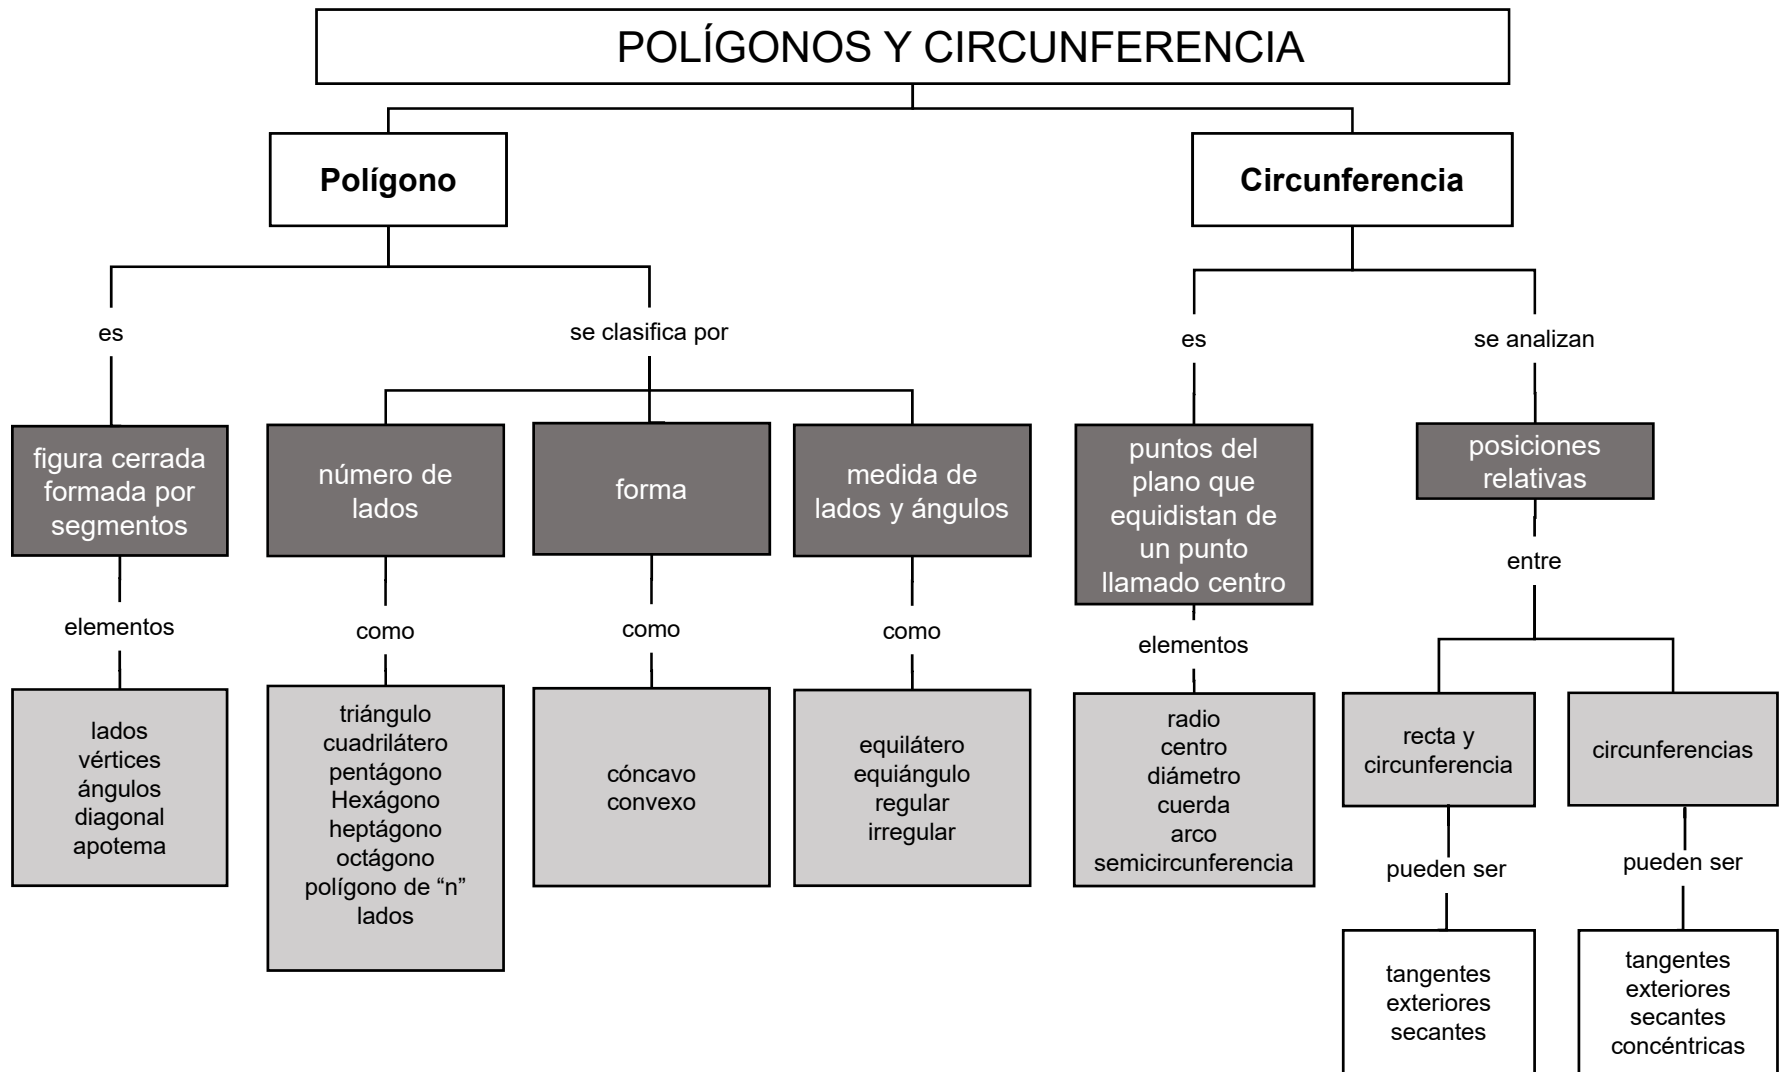 POLÍGONOS Y CIRCUNFERENCIA
Polígono
Circunferencia
es
se clasifica por
es
se analizan
figura cerrada
formada por
segmentos
número de
lados
forma
medida de
lados y ángulos
puntos del
plano que
equidistan de
un punto
llamado centro
posiciones
relativas
elementos
como
como
como
elementos
entre
lados
vértices
ángulos
diagonal
apotema
triángulo
cuadrilátero
pentágono
Hexágono
heptágono
octágono
polígono de “n”
lados
cóncavo
convexo
equilátero
equiángulo
regular
irregular
radio
centro
diámetro
cuerda
arco
semicircunferencia
recta y
circunferencia
circunferencias
pueden ser
pueden ser
tangentes
exteriores
secantes
tangentes
exteriores
secantes
concéntricas